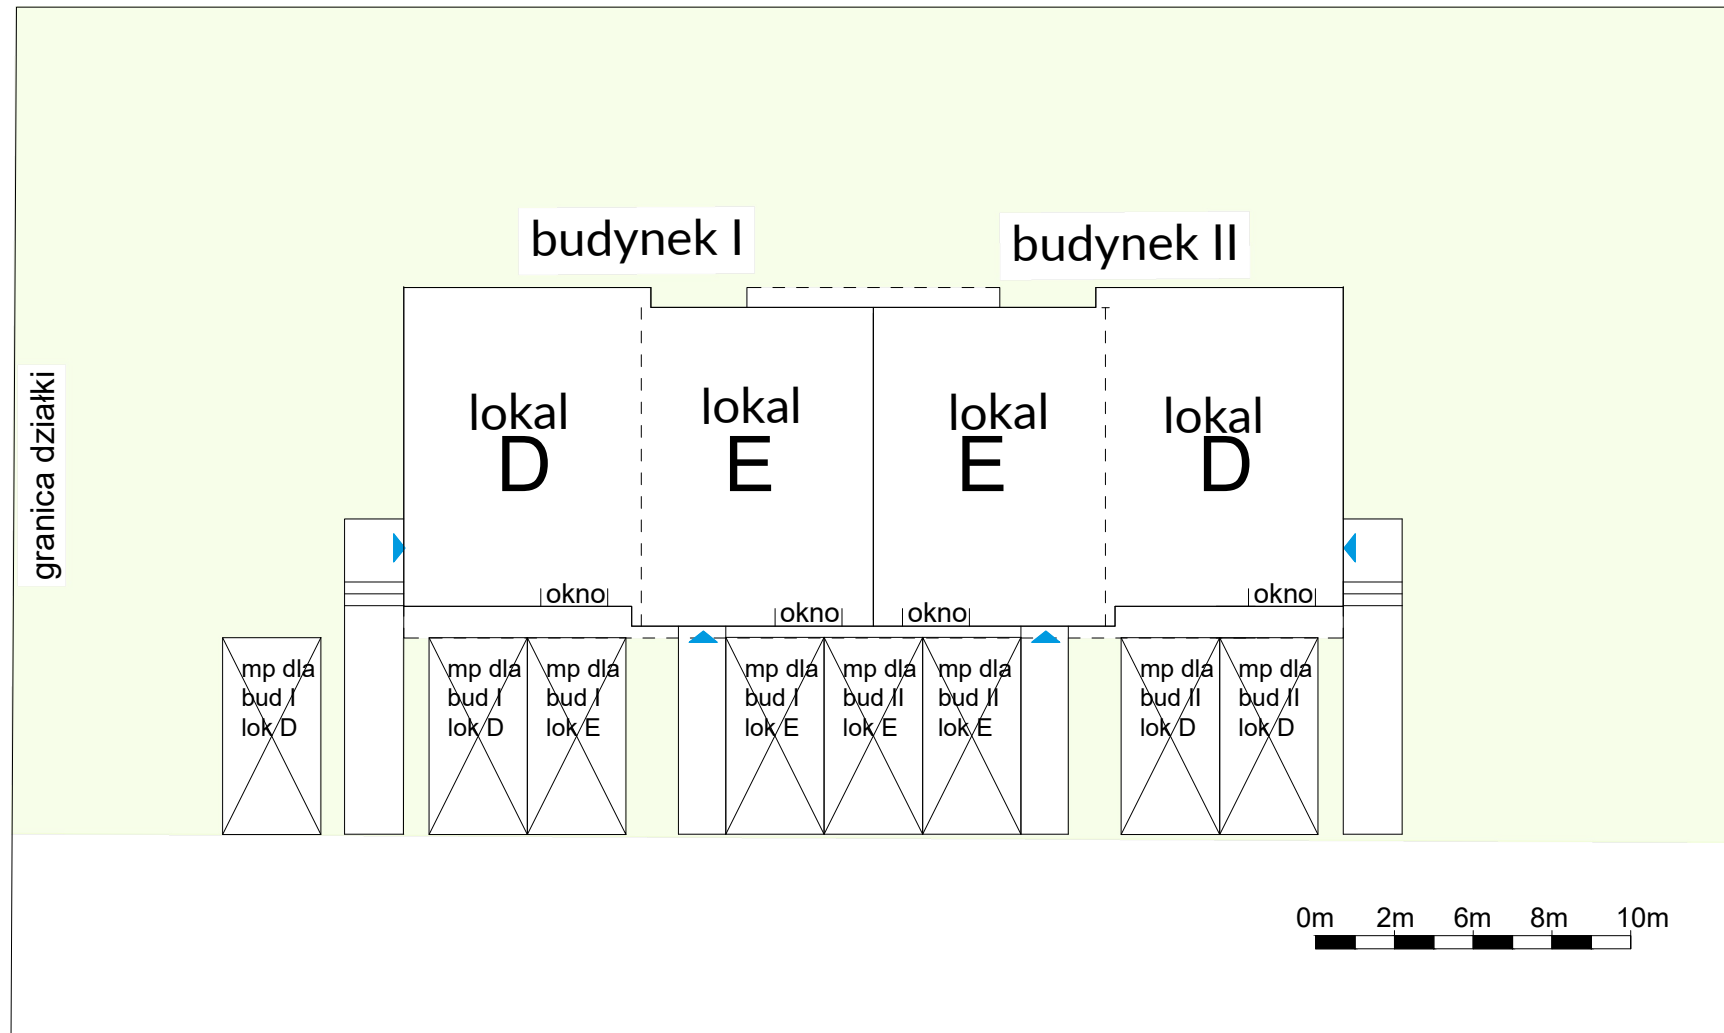 budynek I
budynek II
granica działki
lokal
D
lokal
E
lokal
E
lokal
D
okno
okno
okno
okno
mp dla
bud I
lok D
mp dla
bud I
lok D
mp dla
bud I
lok E
mp dla
bud I
lok E
mp dla
bud II
lok E
mp dla
bud II
lok E
mp dla
bud II
lok D
mp dla
bud II
lok D
0m 2m 6m 8m 10m